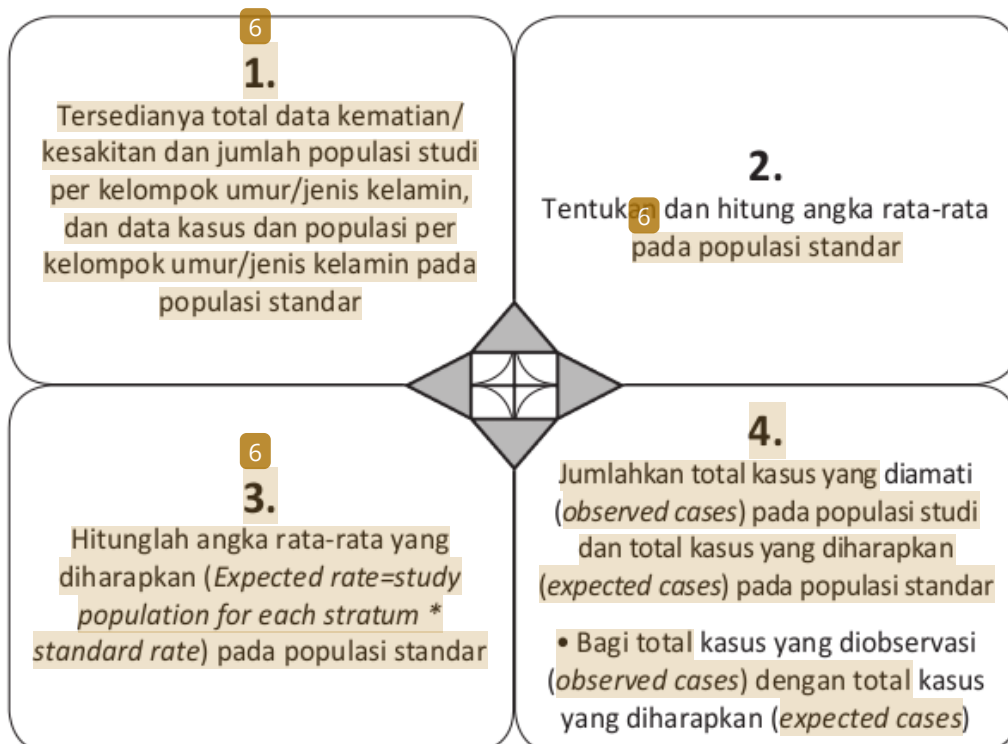 6
1.
Tersedianya total data kematian/
kesakitan dan jumlah populasi studi
per kelompok umur/jenis kelamin,
dan data kasus dan populasi per
kelompok umur/jenis kelamin pada
populasi standar
2.
Tentukan dan hitung angka rata-rata
6
pada populasi standar
6
3.
Hitunglah angka rata-rata yang
diharapkan (Expected rate=study
population for each stratum *
standard rate) pada populasi standar
4.
Jumlahkan total kasus yang diamati
(observed cases) pada populasi studi
dan total kasus yang diharapkan
(expected cases) pada populasi standar
• Bagi total kasus yang diobservasi
(observed cases) dengan total kasus
yang diharapkan (expected cases)